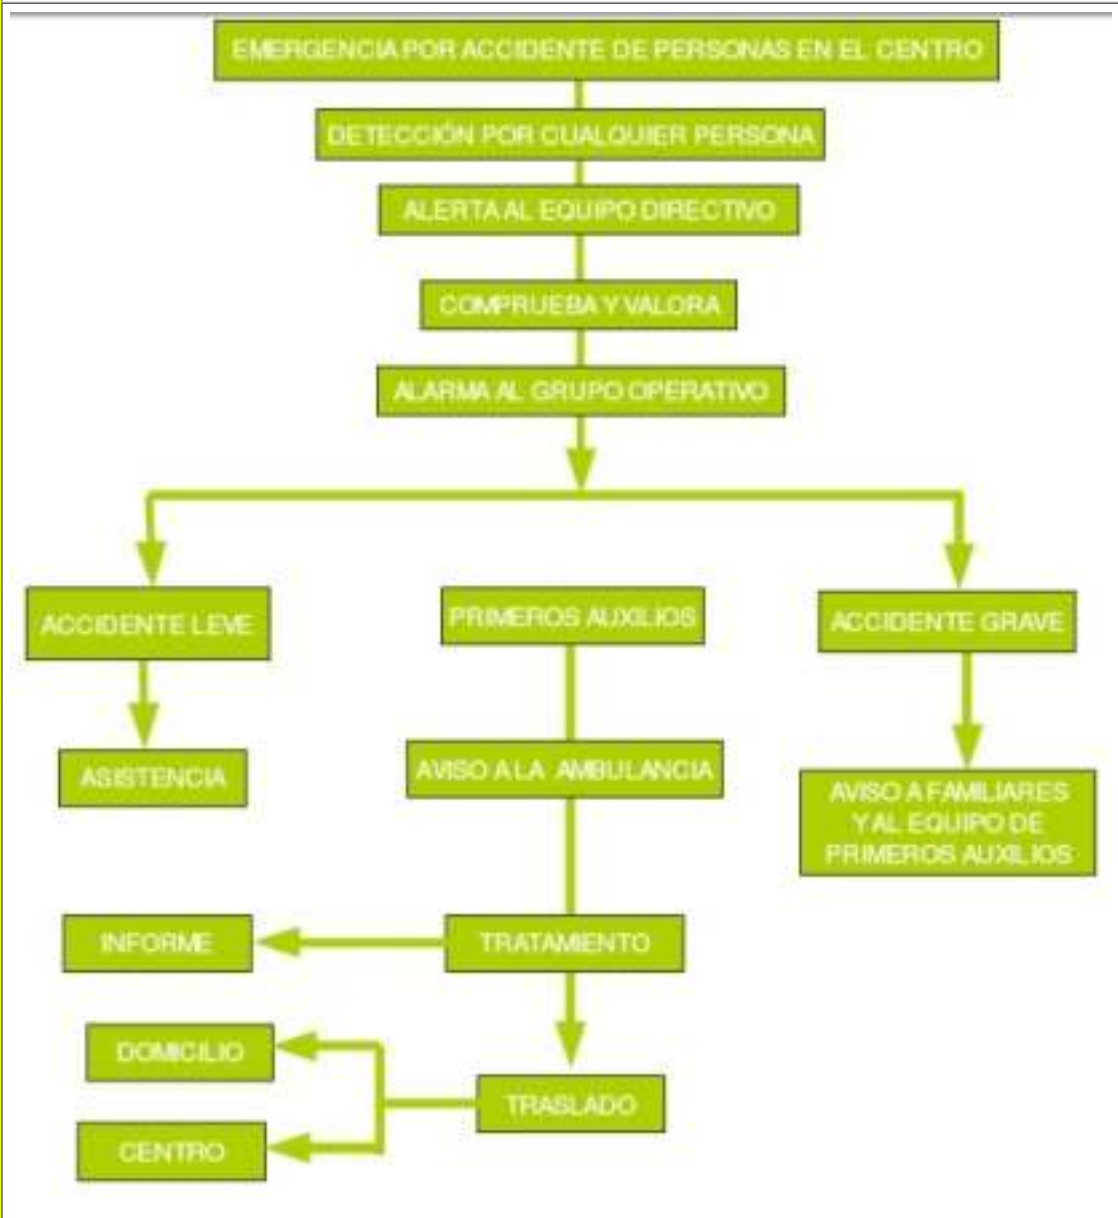 EMERGENCIA POR ACCIDENTE DE PERSONAS EN EL CENTRO
DETECCIÓN POR CUALQUIER PERSONA
ALERTA AL EQUIPO DIRECTIVO
COMPRUEBA Y VALORA
ALARMA AL GRUPO OPERATIVO
ACCIDENTE LEVE
PRIMEROS AUXILIOS
ACCIDENTE GRAVE
ASISTENCIA
AVISO A LA AMBULANCIA
AVISO A FAMILIARES
Y AL EQUIPO DE
PRIMEROS AUXILIOS
INFORME
TRATAMIENTO
DOMICILIO
TRASLADO
CENTRO